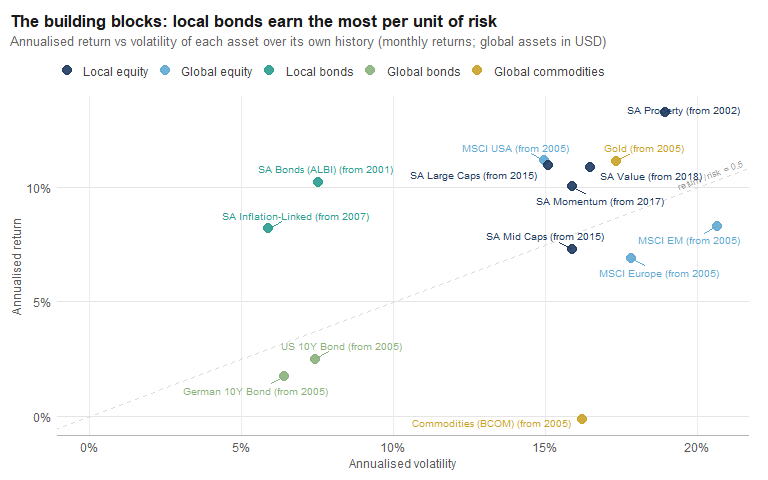 The building blocks: local bonds earn the most per unit of risk
Annualised return vs volatility of each asset over its own history (monthly returns; global assets in USD)
Local equity Global equity Local bonds Global bonds Global commodities
SA Property (from 2002)
MSCI USA (from 2005)
Gold (from 2005)
SA Bonds (ALBI) (from 2001)
SA Large Caps (from 2015)
SA Value (from 2018)
return/risk = 0.5
10%
SA Momentum (from 2017)
SA Inflation-Linked (from 2007)
SA Mid Caps (from 2015)
MSCI EM (from 2005)
MSCI Europe (from 2005)
Annualised return
5%
US 10Y Bond (from 2005)
German 10Y Bond (from 2005)
0%
Commodities (BCOM) (from 2005)
0% 5% 10% 15% 20%
Annualised volatility